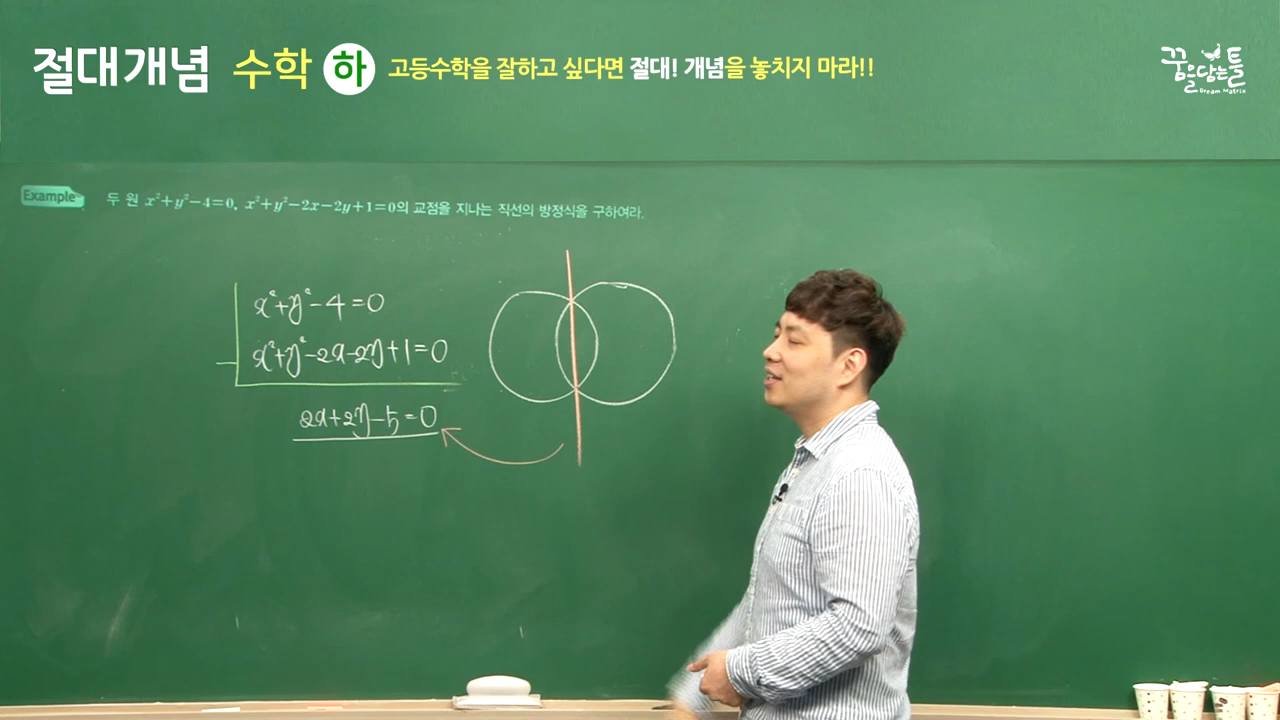 절대개념 수학 하 고등수학을 잘하고 싶다면 절대! 개념을 놓치지 마라!!
꿈을담는틀
Dream Matrix
Example 두 원 x²+y²-4=0, x²+y²-2x-2y+1=0의 교점을 지나는 직선의 방정식을 구하여라.
x²+y²-4=0
x²+y²-2x-2y+1=0
2x+2y-5=0